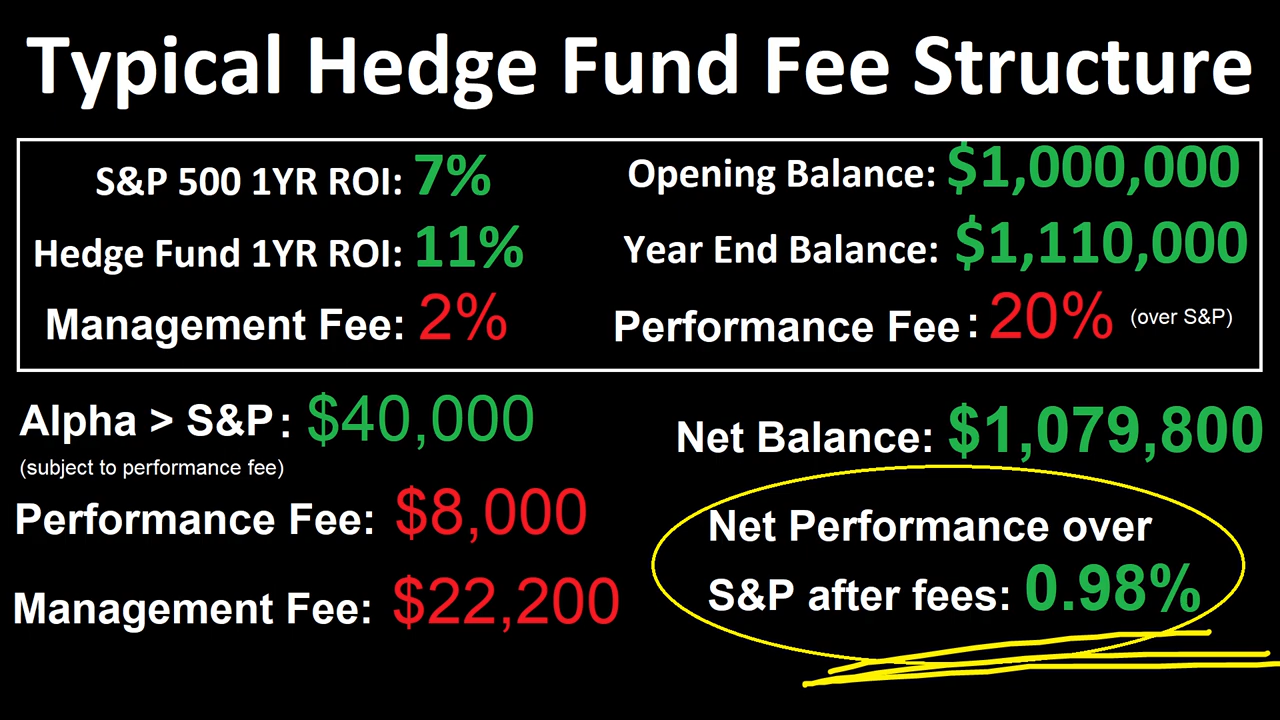 Typical Hedge Fund Fee Structure
S&P 500 1YR ROI: 7%
Hedge Fund 1YR ROI: 11%
Management Fee: 2%
Opening Balance: $1,000,000
Year End Balance: $1,110,000
Performance Fee: 20% (over S&P)
Alpha > S&P: $40,000
(subject to performance fee)
Performance Fee: $8,000
Management Fee: $22,200
Net Balance: $1,079,800
Net Performance over
S&P after fees: 0.98%